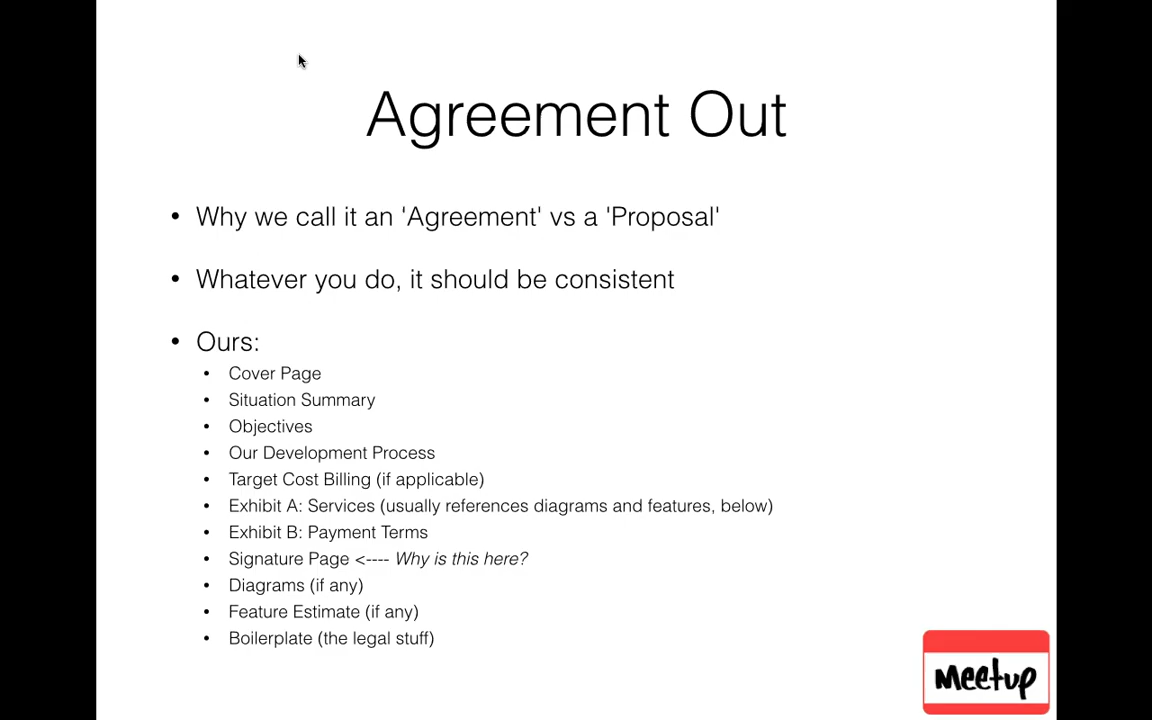 Agreement Out
• Why we call it an 'Agreement' vs a 'Proposal'
• Whatever you do, it should be consistent
• Ours:
• Cover Page
• Situation Summary
• Objectives
• Our Development Process
• Target Cost Billing (if applicable)
• Exhibit A: Services (usually references diagrams and features, below)
• Exhibit B: Payment Terms
• Signature Page <---- Why is this here?
• Diagrams (if any)
• Feature Estimate (if any)
• Boilerplate (the legal stuff)
Meetup